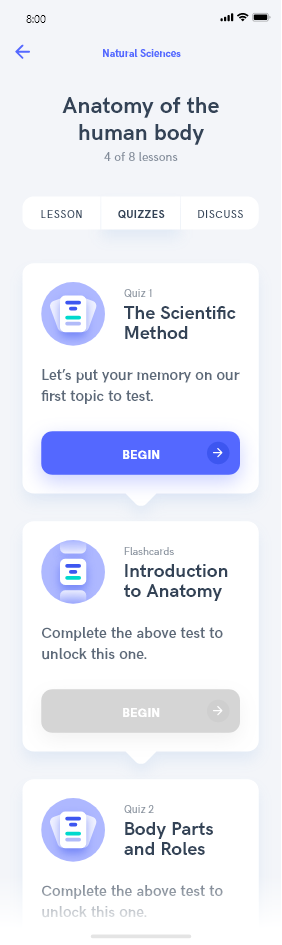 8:00
Natural Sciences
Anatomy of the
human body
4 of 8 lessons
LESSON
QUIZZES
DISCUSS
Quiz 1
The Scientific
Method
Let's put your memory on our
first topic to test.
BEGIN
Flashcards
Introduction
to Anatomy
Complete the above test to
unlock this one.
BEGIN
Quiz 2
Body Parts
and Roles
Complete the above test to
unlock this one.